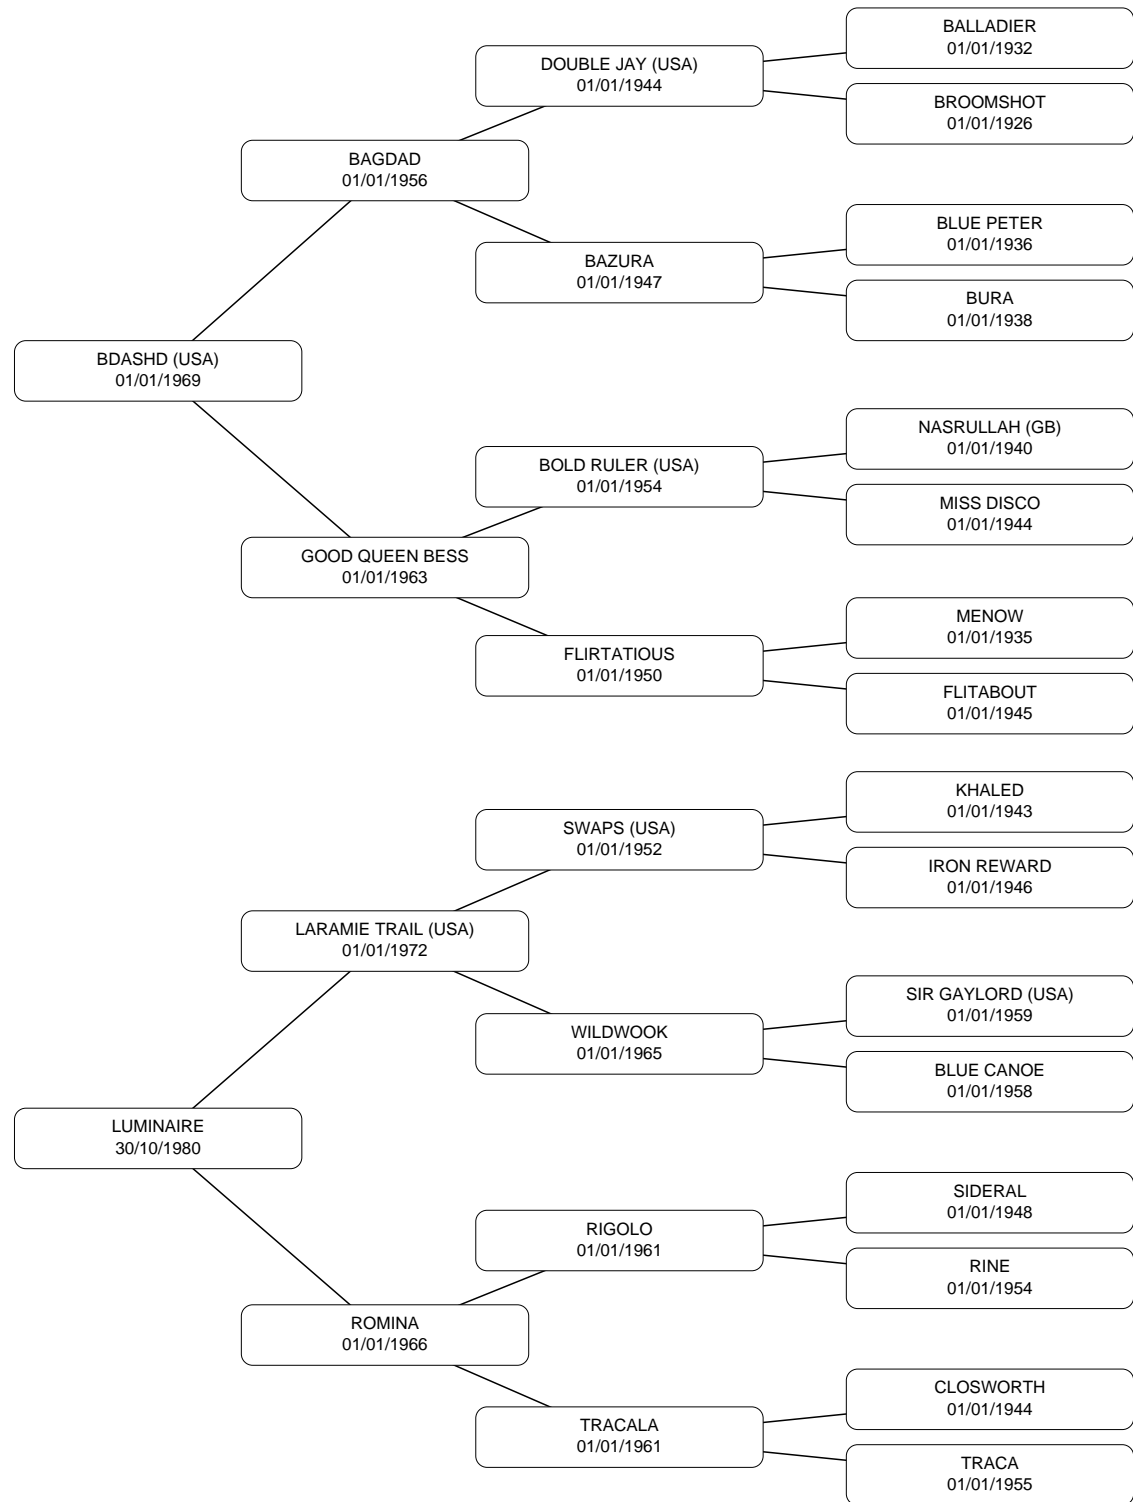 BALLADIER
01/01/1932
DOUBLE JAY (USA)
01/01/1944
BROOMSHOT
01/01/1926
BAGDAD
01/01/1956
BLUE PETER
01/01/1936
BAZURA
01/01/1947
BURA
01/01/1938
BDASHD (USA)
01/01/1969
NASRULLAH (GB)
01/01/1940
BOLD RULER (USA)
01/01/1954
MISS DISCO
01/01/1944
GOOD QUEEN BESS
01/01/1963
MENOW
01/01/1935
FLIRTATIOUS
01/01/1950
FLITABOUT
01/01/1945
KHALED
01/01/1943
SWAPS (USA)
01/01/1952
IRON REWARD
01/01/1946
LARAMIE TRAIL (USA)
01/01/1972
SIR GAYLORD (USA)
01/01/1959
WILDWOOK
01/01/1965
BLUE CANOE
01/01/1958
LUMINAIRE
30/10/1980
SIDERAL
01/01/1948
RIGOLO
01/01/1961
RINE
01/01/1954
ROMINA
01/01/1966
CLOSWORTH
01/01/1944
TRACALA
01/01/1961
TRACA
01/01/1955